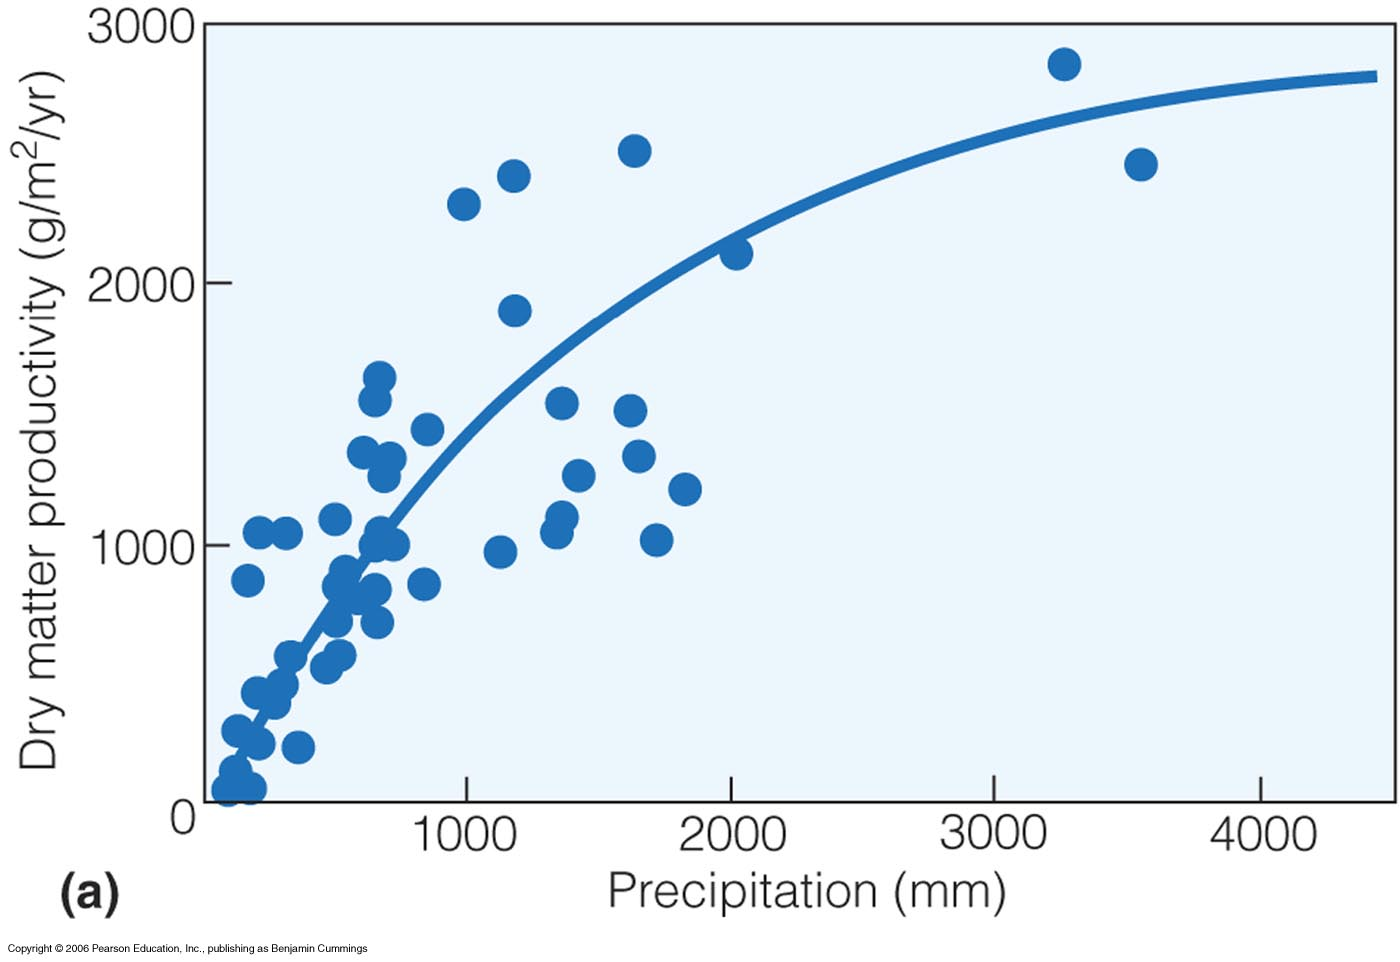 3000
2000
1000
0
Dry matter productivity (g/m²/yr)
1000 2000 3000 4000
Precipitation (mm)
(a)
Copyright © 2006 Pearson Education, Inc., publishing as Benjamin Cummings